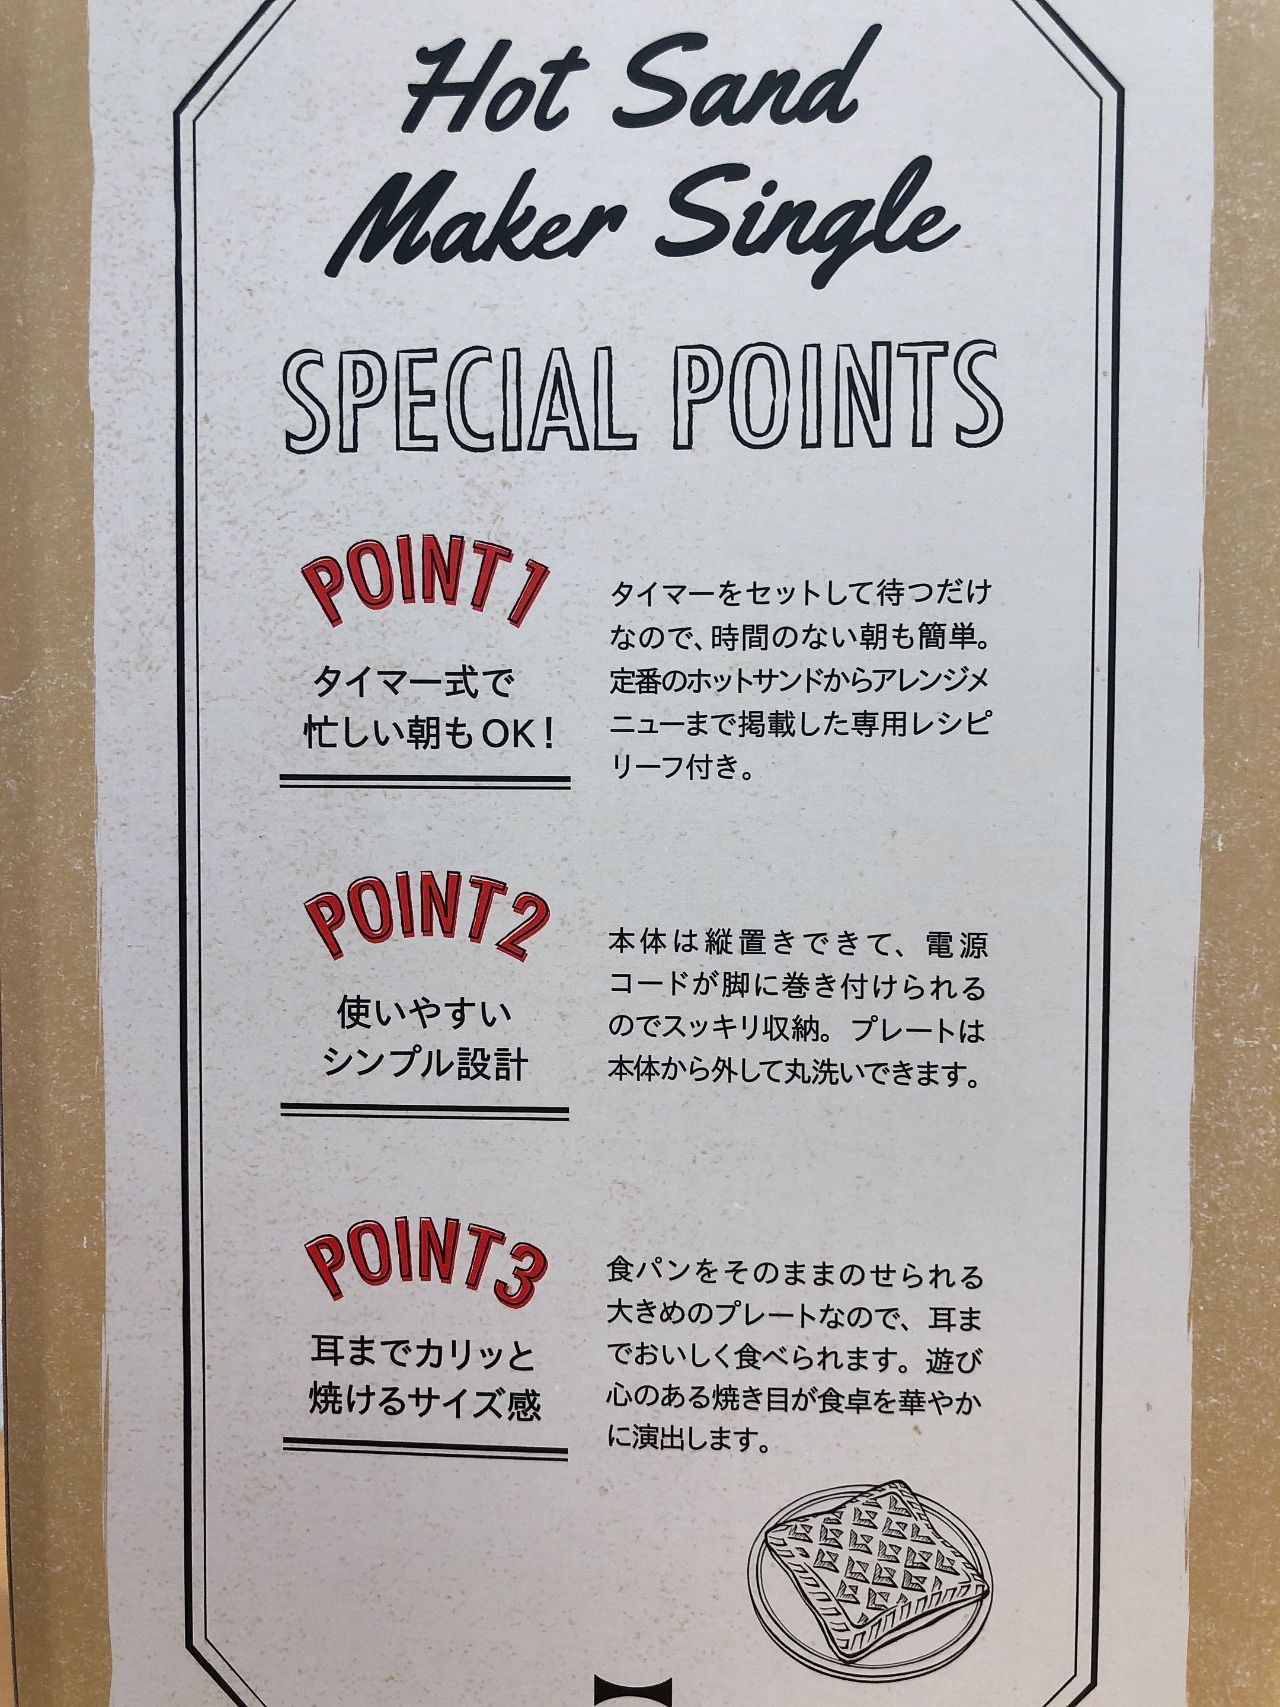 Hot Sand
Maker Single
SPECIAL POINTS
POINT1
タイマー式で
忙しい朝もOK！
タイマーをセットして待つだけ
なので、時間のない朝も簡単。
定番のホットサンドからアレンジメ
ニューまで掲載した専用レシピ
リーフ付き。
POINT2
使いやすい
シンプル設計
本体は縦置きできて、電源
コードが脚に巻き付けられる
のでスッキリ収納。プレートは
本体から外して丸洗いできます。
POINT3
耳までカリッと
焼けるサイズ感
食パンをそのままのせられる
大きめのプレートなので、耳ま
でおいしく食べられます。遊び
心のある焼き目が食卓を華やか
に演出します。